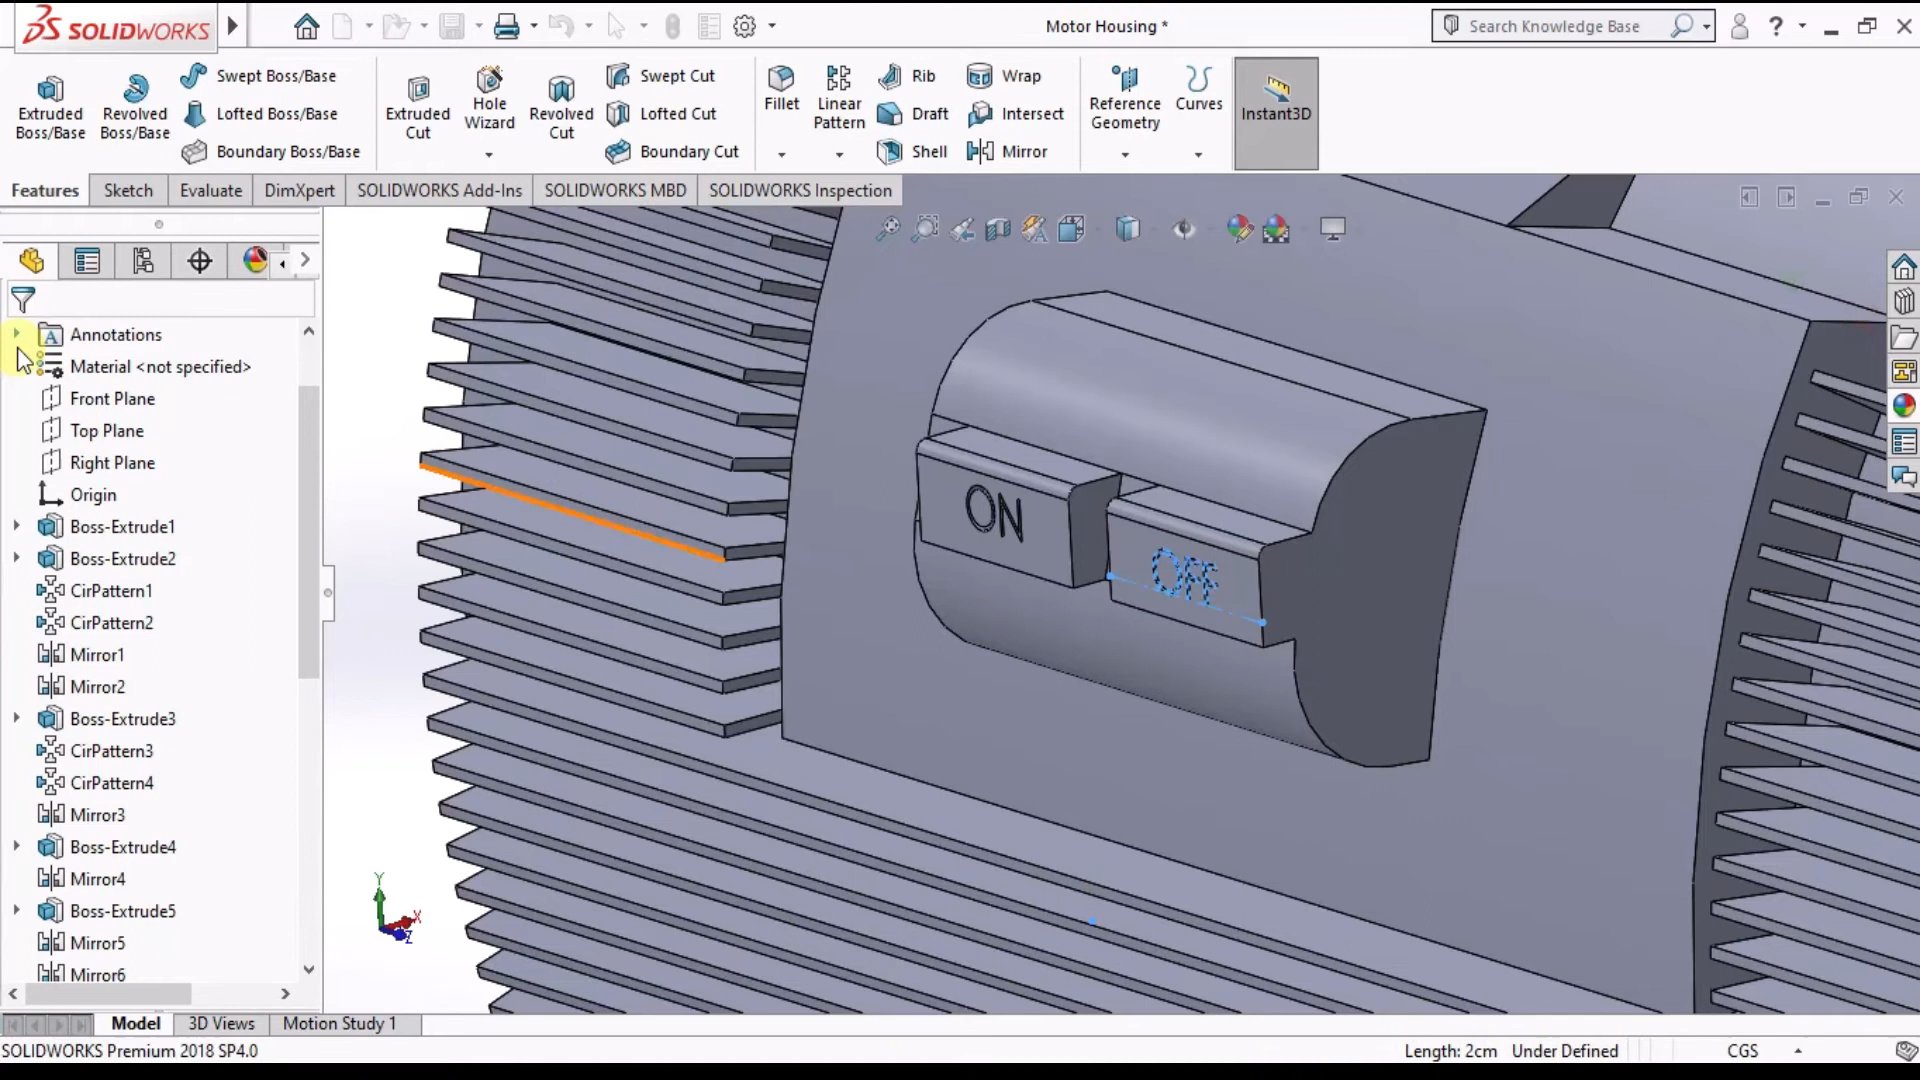 SOLIDWORKS
Motor Housing *
Search Knowledge Base
?
Extruded Boss/Base
Revolved Boss/Base
Swept Boss/Base
Lofted Boss/Base
Boundary Boss/Base
Extruded Cut
Hole Wizard
Revolved Cut
Swept Cut
Lofted Cut
Boundary Cut
Fillet
Linear Pattern
Rib
Draft
Shell
Wrap
Intersect
Mirror
Reference Geometry
Curves
Instant3D
Features
Sketch
Evaluate
DimXpert
SOLIDWORKS Add-Ins
SOLIDWORKS MBD
SOLIDWORKS Inspection
Annotations
Material <not specified>
Front Plane
Top Plane
Right Plane
Origin
Boss-Extrude1
Boss-Extrude2
CirPattern1
CirPattern2
Mirror1
Mirror2
Boss-Extrude3
CirPattern3
CirPattern4
Mirror3
Boss-Extrude4
Mirror4
Boss-Extrude5
Mirror5
Mirror6
ON
OFF
Y
X
Z
Model
3D Views
Motion Study 1
SOLIDWORKS Premium 2018 SP4.0
Length: 2cm
Under Defined
CGS